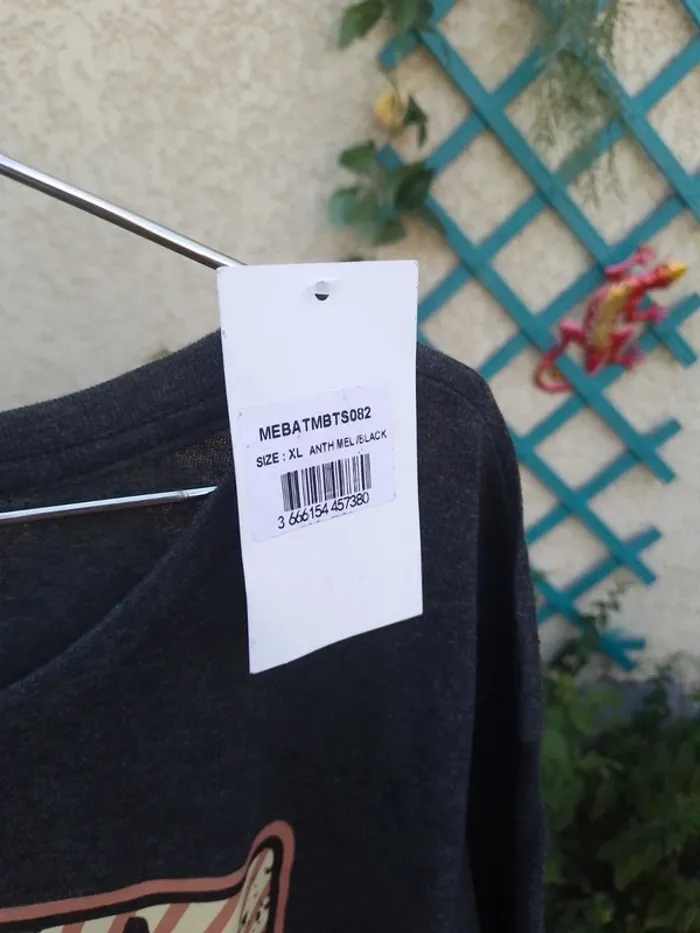 MEBATMBTS082
SIZE : XL ANTH MEL /BLACK
3 666154 457380